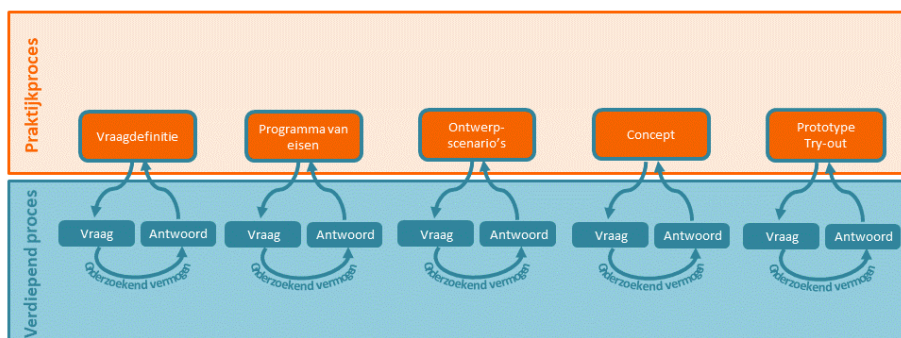 Praktijkproces
Vraagdefinitie
Programma van
eisen
Ontwerp-
scenario's
Concept
Prototype
Try-out
Verdiepend proces
Vraag
Antwoord
Onderzoekend vermogen
Vraag
Antwoord
Onderzoekend vermogen
Vraag
Antwoord
Onderzoekend vermogen
Vraag
Antwoord
Onderzoekend vermogen
Vraag
Antwoord
Onderzoekend vermogen